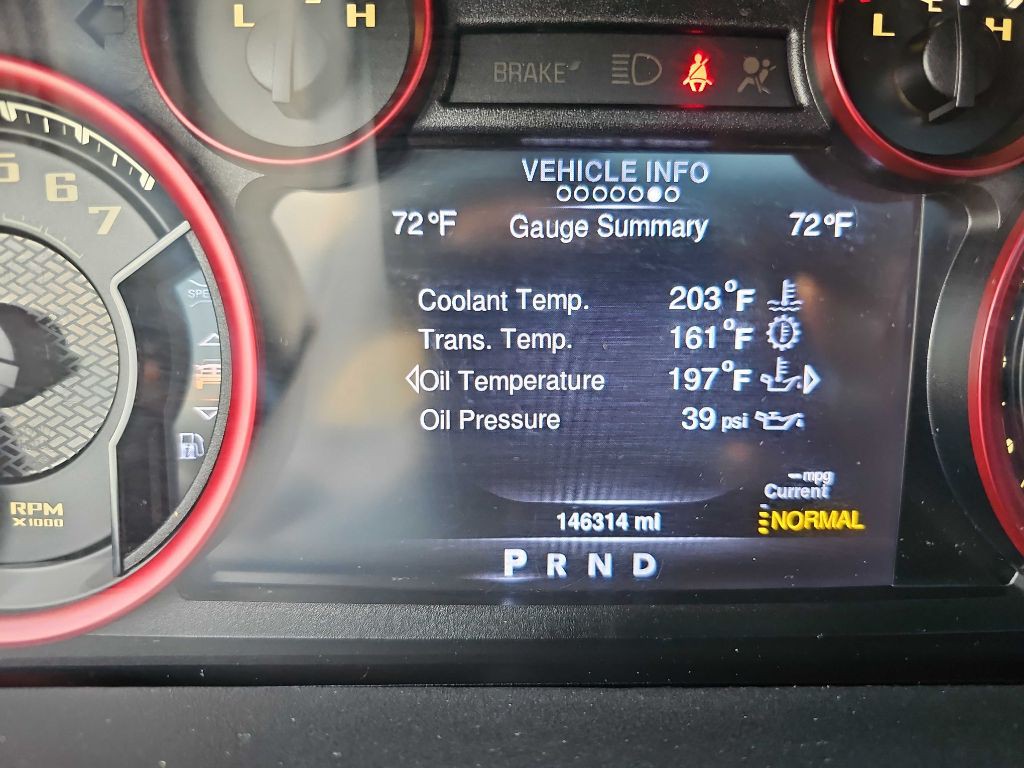 L H
L H
BRAKE
5
6
7
VEHICLE INFO
72°F Gauge Summary 72°F
Coolant Temp. 203°F
Trans. Temp. 161°F
Oil Temperature 197°F
Oil Pressure 39 psi
--mpg
Current
146314 mi
NORMAL
P R N D
RPM
X1000